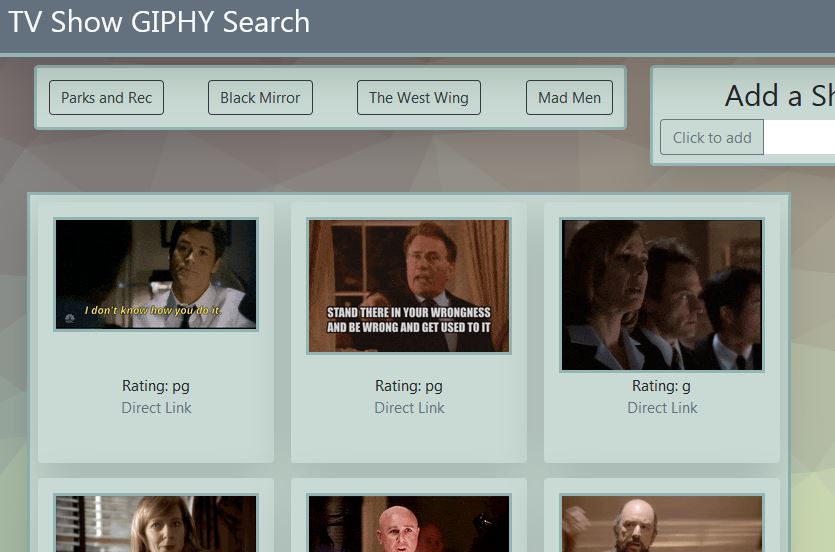 TV Show GIPHY Search
Parks and Rec
Black Mirror
The West Wing
Mad Men
Add a Sh
Click to add
I don't know how you do it.
STAND THERE IN YOUR WRONGNESS
AND BE WRONG AND GET USED TO IT
Rating: pg
Direct Link
Rating: pg
Direct Link
Rating: g
Direct Link